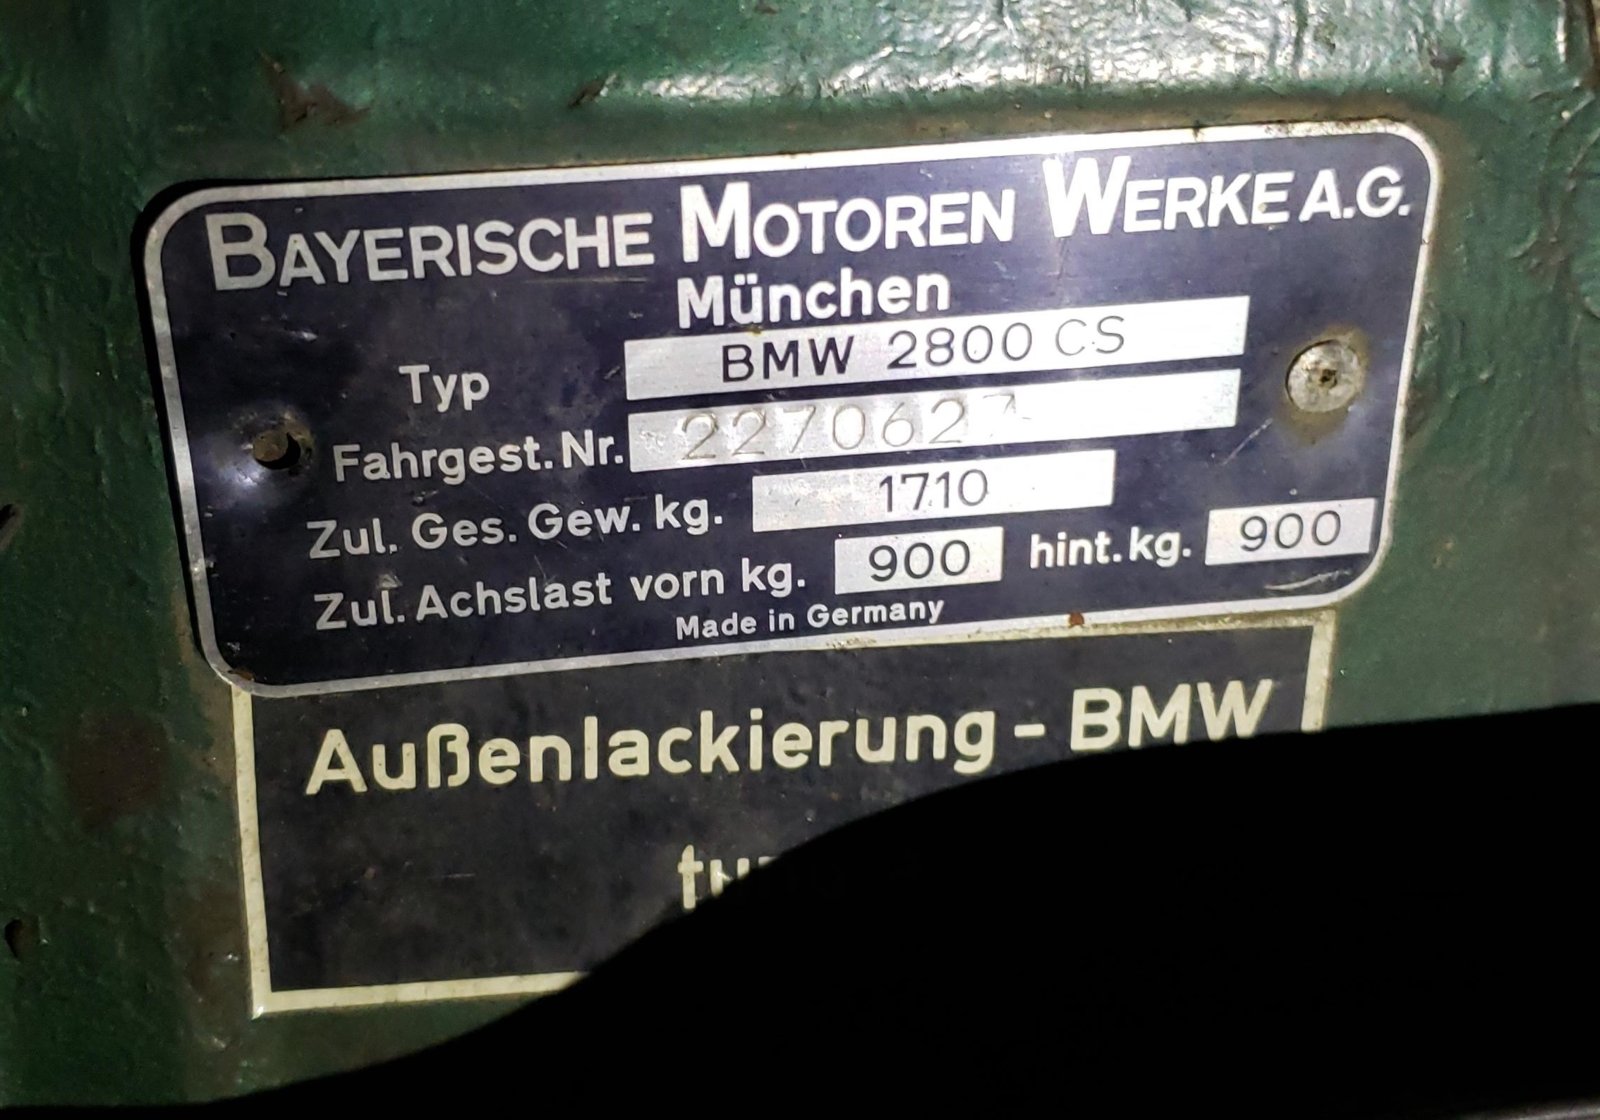 BAYERISCHE MOTOREN WERKE A.G.
München
Typ BMW 2800 CS
Fahrgest. Nr. 2270627
Zul. Ges. Gew. kg. 1710
Zul. Achslast vorn kg. 900 hint. kg. 900
Made in Germany
Außenlackierung - BMW